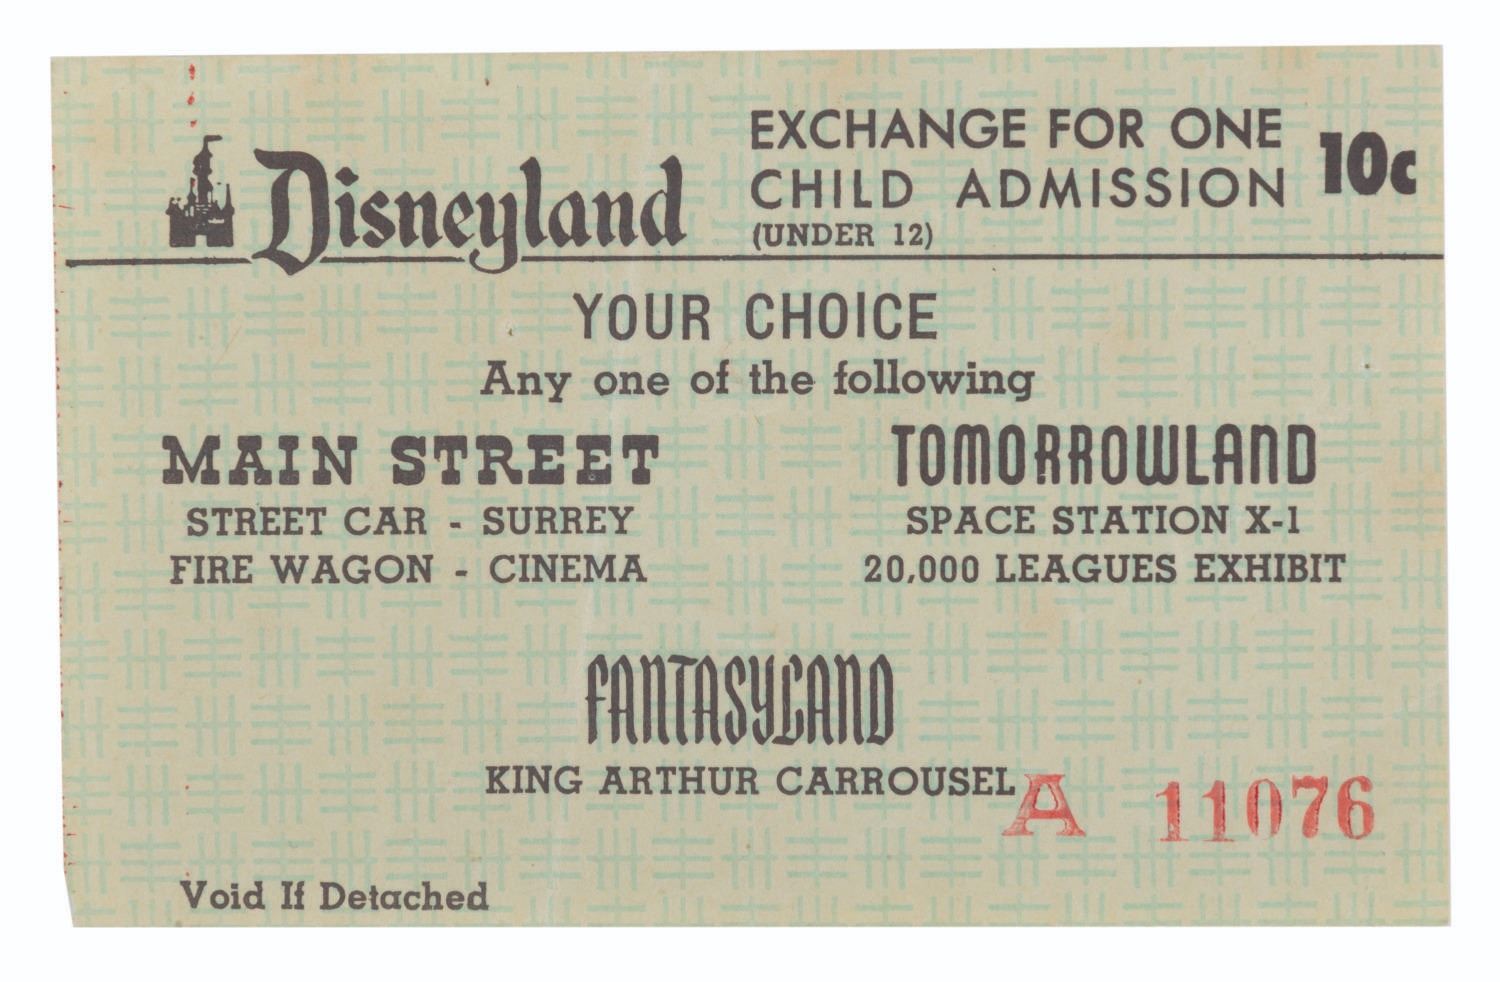 Disneyland
EXCHANGE FOR ONE
CHILD ADMISSION
(UNDER 12)
10c
YOUR CHOICE
Any one of the following
MAIN STREET
STREET CAR - SURREY
FIRE WAGON - CINEMA
TOMORROWLAND
SPACE STATION X-1
20,000 LEAGUES EXHIBIT
FANTASYLAND
KING ARTHUR CARROUSEL
A 11076
Void If Detached